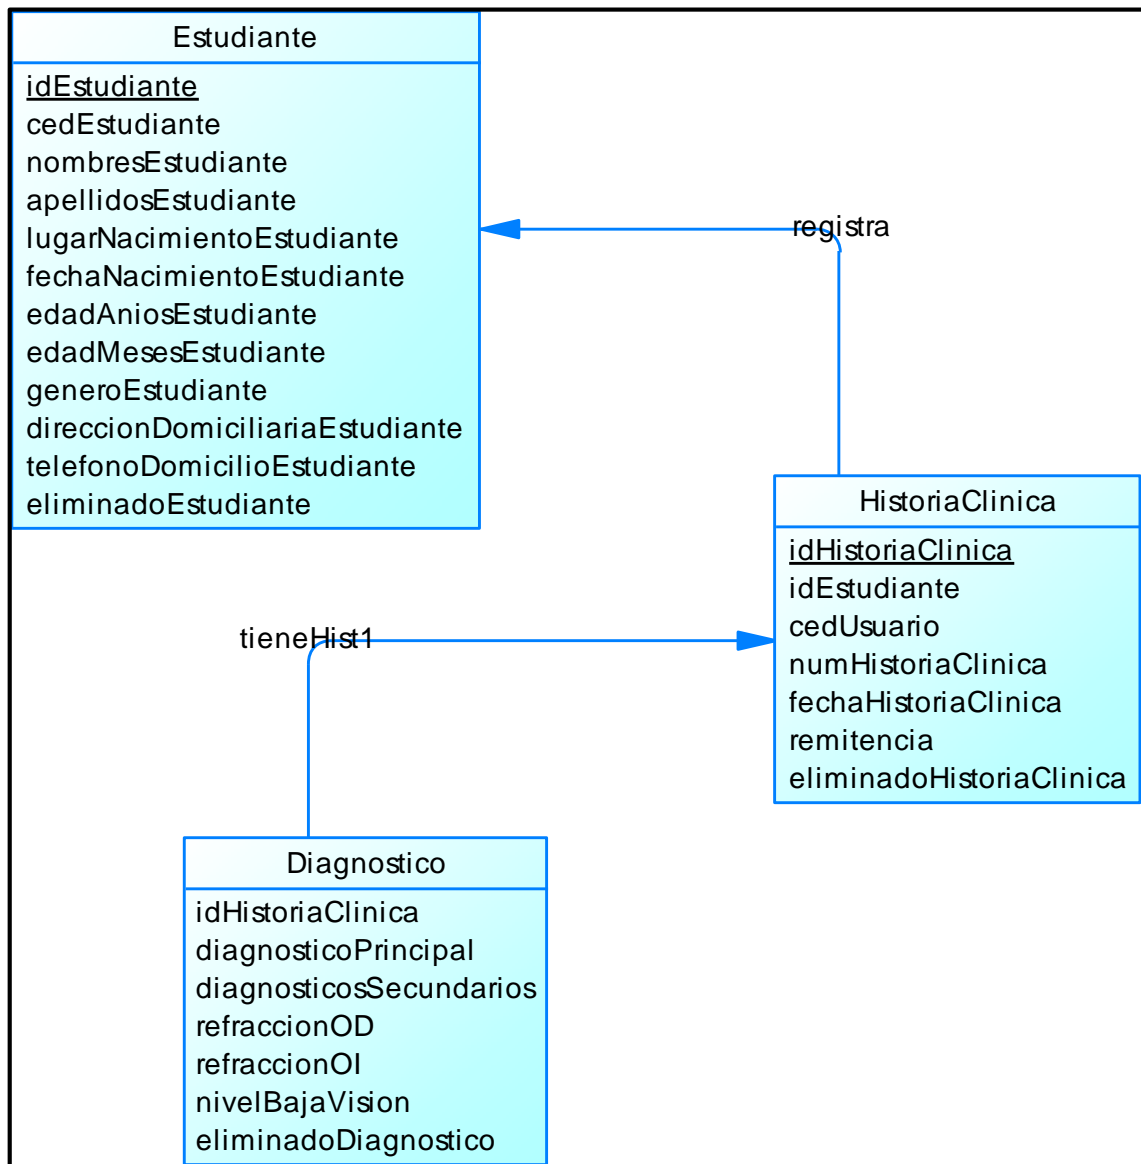 Estudiante
idEstudiante
cedEstudiante
nombresEstudiante
apellidosEstudiante
lugarNacimientoEstudiante
fechaNacimientoEstudiante
edadAniosEstudiante
edadMesesEstudiante
generoEstudiante
direccionDomiciliariaEstudiante
telefonoDomicilioEstudiante
eliminadoEstudiante
registra
HistoriaClinica
idHistoriaClinica
idEstudiante
cedUsuario
numHistoriaClinica
fechaHistoriaClinica
remitencia
eliminadoHistoriaClinica
tieneHist1
Diagnostico
idHistoriaClinica
diagnosticoPrincipal
diagnosticosSecundarios
refraccionOD
refraccionOI
nivelBajaVision
eliminadoDiagnostico